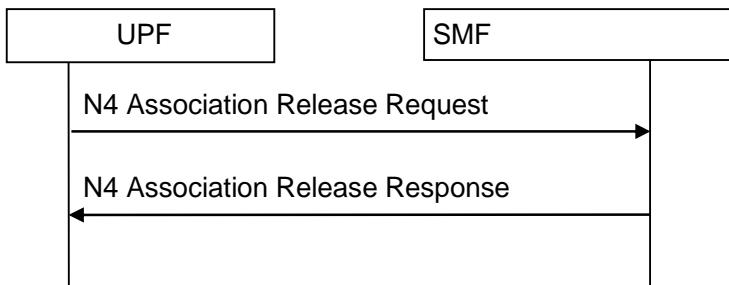 UPF
SMF
N4 Association Release Request
N4 Association Release Response